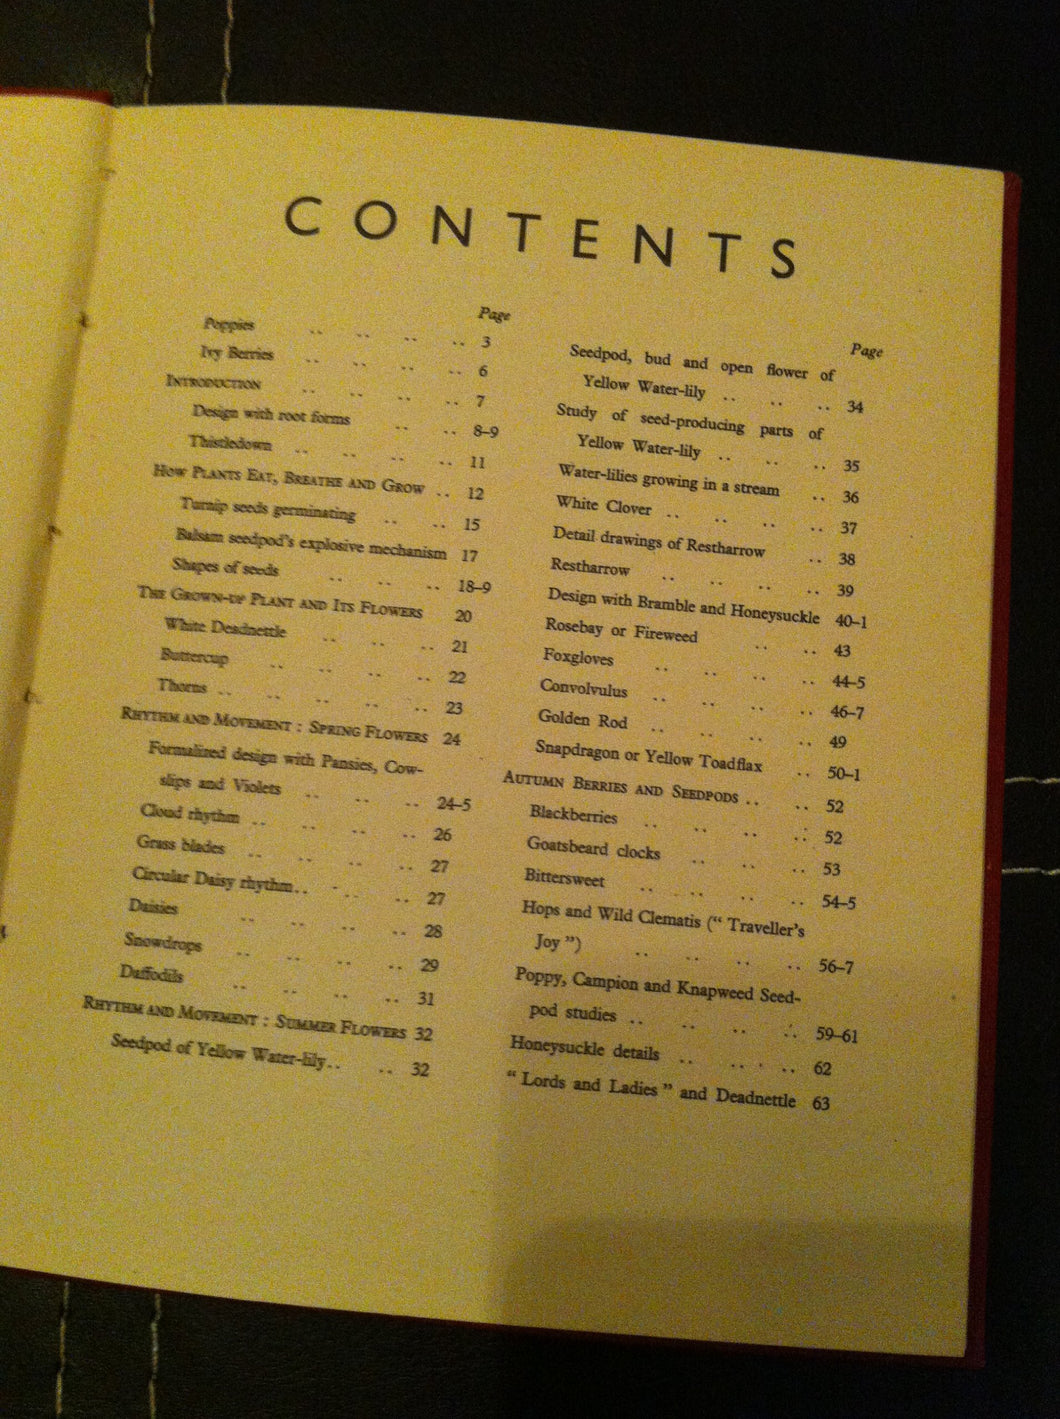 CONTENTS
Page
Poppies .. .. .. .. 3
Ivy Berries .. .. .. .. 6
INTRODUCTION .. .. .. .. 7
Design with root forms .. .. 8–9
Thistledown .. .. .. .. 11
HOW PLANTS EAT, BREATHE AND GROW .. 12
Turnip seeds germinating .. .. 15
Balsam seedpod's explosive mechanism 17
Shapes of seeds .. .. .. 18–9
THE GROWN-UP PLANT AND ITS FLOWERS 20
White Deadnettle .. .. .. 21
Buttercup .. .. .. .. 22
Thorns .. .. .. .. .. 23
RHYTHM AND MOVEMENT : SPRING FLOWERS 24
Formalized design with Pansies, Cow-
slips and Violets .. .. .. 24–5
Cloud rhythm .. .. .. .. 26
Grass blades .. .. .. .. 27
Circular Daisy rhythm .. .. .. 27
Daisies .. .. .. .. 28
Snowdrops .. .. .. .. 29
Daffodils .. .. .. .. 31
RHYTHM AND MOVEMENT : SUMMER FLOWERS 32
Seedpod of Yellow Water-lily .. .. 32
Page
Seedpod, bud and open flower of
Yellow Water-lily .. .. .. 34
Study of seed-producing parts of
Yellow Water-lily .. .. .. 35
Water-lilies growing in a stream .. 36
White Clover .. .. .. .. 37
Detail drawings of Restharrow .. 38
Restharrow .. .. .. .. 39
Design with Bramble and Honeysuckle 40–1
Rosebay or Fireweed .. .. 43
Foxgloves .. .. .. .. 44–5
Convolvulus .. .. .. .. 46–7
Golden Rod .. .. .. .. 49
Snapdragon or Yellow Toadflax .. 50–1
AUTUMN BERRIES AND SEEDPODS .. .. 52
Blackberries .. .. .. .. 52
Goatsbeard clocks .. .. .. 53
Bittersweet .. .. .. .. 54–5
Hops and Wild Clematis (“ Traveller's
Joy ”) .. .. .. .. 56–7
Poppy, Campion and Knapweed Seed-
pod studies .. .. .. .. 59–61
Honeysuckle details .. .. .. 62
“ Lords and Ladies ” and Deadnettle 63